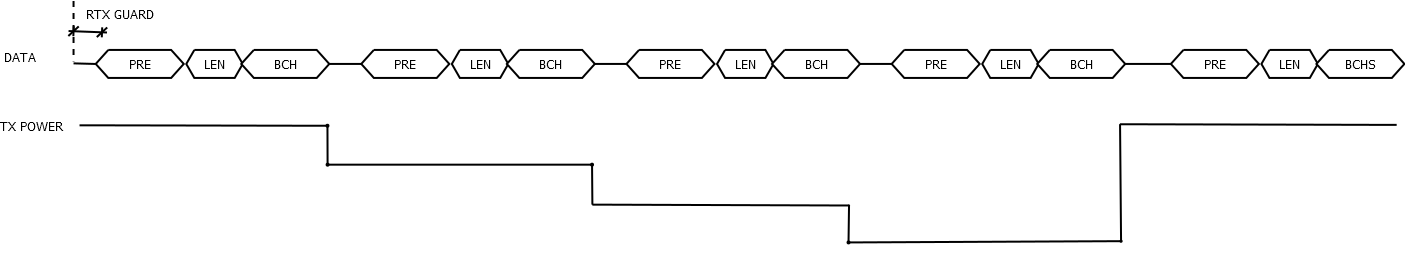 RTX GUARD
DATA PRE LEN BCH PRE LEN BCH PRE LEN BCH PRE LEN BCH PRE LEN BCHS
TX POWER